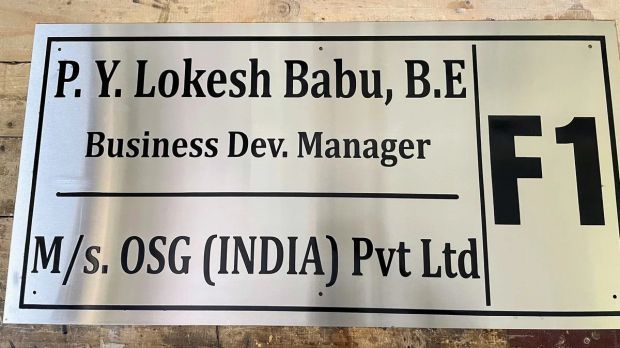 P. Y. Lokesh Babu, B.E
Business Dev. Manager
M/s. OSG (INDIA) Pvt Ltd
F1